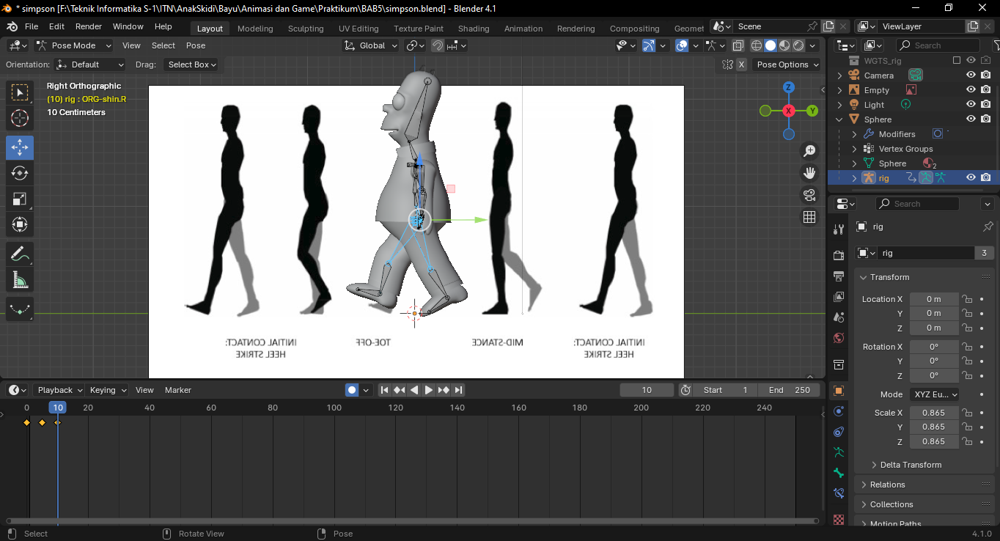 * simpson [F:\Teknik Informatika S-1\ITN\AnakSkidi\Bayu\Animasi dan Game\Praktikum\BAB5\simpson.blend] - Blender 4.1
File Edit Render Window Help Layout Modeling Sculpting UV Editing Texture Paint Shading Animation Rendering Compositing Geomet Scene ViewLayer
Pose Mode View Select Pose Global Search
Orientation: Default Drag: Select Box X Pose Options
WGTS_rig
Camera
Empty
Light
Sphere
Modifiers
Vertex Groups
Sphere 2
rig
Right Orthographic
(10) rig : ORG-shin.R
10 Centimeters
Z
X
Y
INITIAL CONTACT:
HEEL STRIKE
TOE-OFF
MID-STANCE
INITIAL CONTACT:
HEEL STRIKE
Search
rig
rig 3
Transform
Location X 0 m
Y 0 m
Z 0 m
Rotation X 0°
Y 0°
Z 0°
Mode XYZ Eu...
Scale X 0.865
Y 0.865
Z 0.865
Delta Transform
Relations
Collections
Motion Paths
Playback Keying View Marker 10 Start 1 End 250
0 10 20 40 60 80 100 120 140 160 180 200 220 240
Select Rotate View Pose 4.1.0